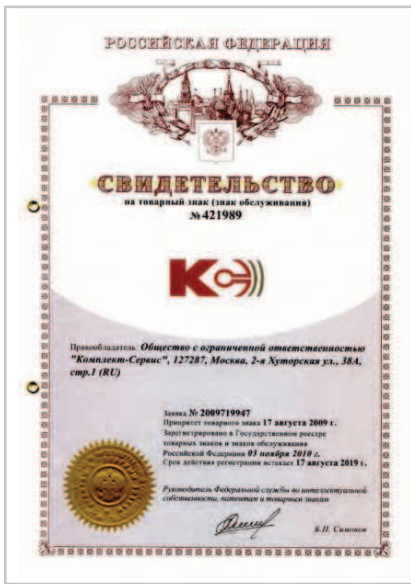 РОССИЙСКАЯ ФЕДЕРАЦИЯ
СВИДЕТЕЛЬСТВО
на товарный знак (знак обслуживания)
№ 421989
КС
Правообладатель: Общество с ограниченной ответственностью
"Комплект-Сервис", 127287, Москва, 2-я Хуторская ул., 38А,
стр.1 (RU)
Заявка № 2009719947
Приоритет товарного знака 17 августа 2009 г.
Зарегистрировано в Государственном реестре
товарных знаков и знаков обслуживания
Российской Федерации 03 ноября 2010 г.
Срок действия регистрации истекает 17 августа 2019 г.
Руководитель Федеральной службы по интеллектуальной
собственности, патентам и товарным знакам
Б.П. Симонов